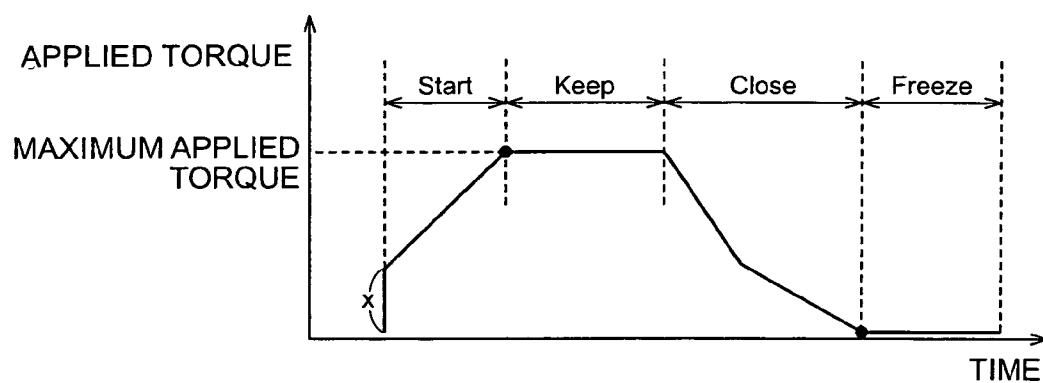 APPLIED TORQUE
Start
Keep
Close
Freeze
MAXIMUM APPLIED
TORQUE
x
TIME